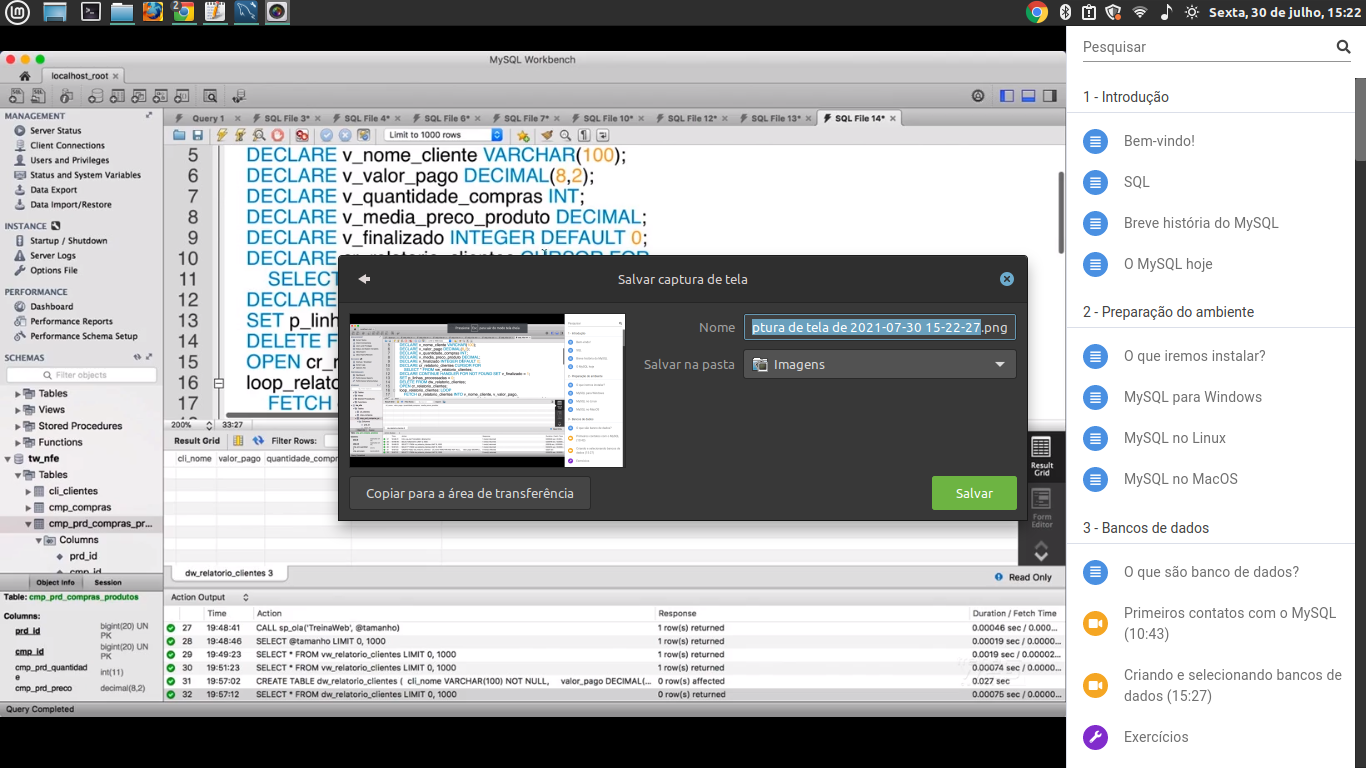 Sexta, 30 de julho, 15:22
MySQL Workbench
localhost_root
MANAGEMENT
Server Status
Client Connections
Users and Privileges
Status and System Variables
Data Export
Data Import/Restore
INSTANCE
Startup / Shutdown
Server Logs
Options File
PERFORMANCE
Dashboard
Performance Reports
Performance Schema Setup
SCHEMAS
Filter objects
Tables
Views
Stored Procedures
Functions
tw_nfe
Tables
cli_clientes
cmp_compras
cmp_prd_compras_pr...
Columns
prd_id
cmp_id
Object Info Session
Table: cmp_prd_compras_produtos
Columns:
prd_id bigint(20) UN PK
cmp_id bigint(20) UN PK
cmp_prd_quantidade int(11)
cmp_prd_preco decimal(8,2)
Query Completed
Query 1 SQL File 3* SQL File 4* SQL File 6* SQL File 7* SQL File 10* SQL File 12* SQL File 13* SQL File 14*
Limit to 1000 rows
5 DECLARE v_nome_cliente VARCHAR(100);
6 DECLARE v_valor_pago DECIMAL(8,2);
7 DECLARE v_quantidade_compras INT;
8 DECLARE v_media_preco_produto DECIMAL;
9 DECLARE v_finalizado INTEGER DEFAULT 0;
10 DECLARE cr_relatorio_clientes CURSOR FOR
11 SELECT
12 DECLARE
13 SET p_linh
14 DELETE F
15 OPEN cr_r
16 loop_relato
17 FETCH
200% 33:27
Result Grid Filter Rows:
cli_nome valor_pago quantidade_compr
Result Grid
Form Editor
dw_relatorio_clientes 3
Read Only
Action Output
Time Action Response Duration / Fetch Time
27 19:48:41 CALL sp_ola('TreinaWeb', @tamanho) 1 row(s) returned 0.00046 sec / 0.000...
28 19:48:46 SELECT @tamanho LIMIT 0, 1000 1 row(s) returned 0.00019 sec / 0.000...
29 19:49:23 SELECT * FROM vw_relatorio_clientes LIMIT 0, 1000 1 row(s) returned 0.0019 sec / 0.00002...
30 19:51:23 SELECT * FROM vw_relatorio_clientes LIMIT 0, 1000 1 row(s) returned 0.00074 sec / 0.000...
31 19:57:02 CREATE TABLE dw_relatorio_clientes ( cli_nome VARCHAR(100) NOT NULL, valor_pago DECIMAL(... 0 row(s) affected 0.027 sec
32 19:57:12 SELECT * FROM dw_relatorio_clientes LIMIT 0, 1000 0 row(s) returned 0.00075 sec / 0.0000...
Salvar captura de tela
Nome ptura de tela de 2021-07-30 15-22-27.png
Salvar na pasta Imagens
Copiar para a área de transferência
Salvar
Pesquisar
1 - Introdução
Bem-vindo!
SQL
Breve história do MySQL
O MySQL hoje
2 - Preparação do ambiente
O que iremos instalar?
MySQL para Windows
MySQL no Linux
MySQL no MacOS
3 - Bancos de dados
O que são banco de dados?
Primeiros contatos com o MySQL
(10:43)
Criando e selecionando bancos de
dados (15:27)
Exercícios